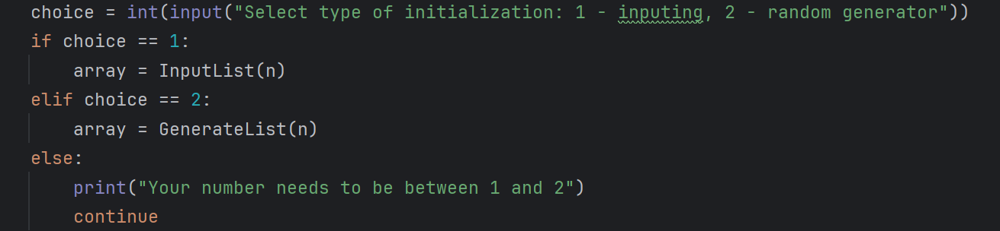 choice = int(input("Select type of initialization: 1 - inputing, 2 - random generator"))
if choice == 1:
    array = InputList(n)
elif choice == 2:
    array = GenerateList(n)
else:
    print("Your number needs to be between 1 and 2")
    continue